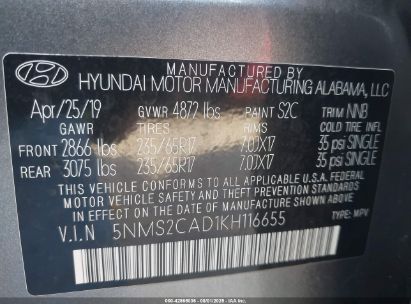 MANUFACTURED BY
HYUNDAI MOTOR MANUFACTURING ALABAMA, LLC
Apr/25/19 GVWR 4872 lbs PAINT S2C TRIM NNB
GAWR TIRES RIMS
FRONT 2866 lbs 235/65R17 7.0JX17 35 psi SINGLE
REAR 3075 lbs 235/65R17 7.0JX17 35 psi SINGLE
THIS VEHICLE CONFORMS TO ALL APPLICABLE U.S.A. FEDERAL
MOTOR VEHICLE SAFETY, BUMPER, AND THEFT PREVENTION STANDARDS
IN EFFECT ON THE DATE OF MANUFACTURE SHOWN ABOVE.
V.I.N 5NMS2CAD1KH116655 TYPE: MPV